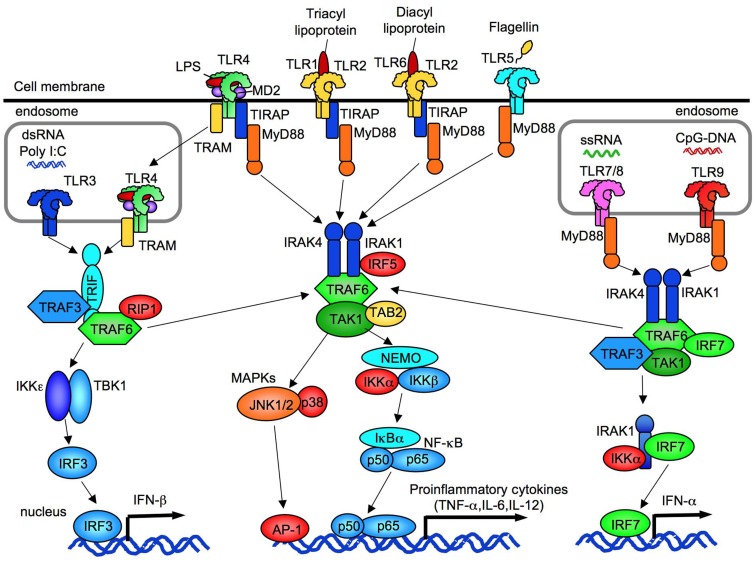 Triacyl
lipoprotein
Diacyl
lipoprotein
Flagellin
LPS
TLR4
MD2
TLR1
TLR2
TLR6
TLR2
TLR5
Cell membrane
endosome
TRAM
TIRAP
MyD88
TIRAP
MyD88
TIRAP
MyD88
MyD88
endosome
dsRNA
Poly I:C
TLR3
TLR4
TRAM
ssRNA
TLR7/8
CpG-DNA
TLR9
MyD88
MyD88
TRIF
TRAF3
RIP1
TRAF6
IRAK4
IRAK1
IRF5
TRAF6
TAK1
TAB2
IRAK4
IRAK1
TRAF6
TRAF3
TAK1
IRF7
IKKε
TBK1
MAPKs
JNK1/2
p38
NEMO
IKKα
IKKβ
IκBα
p50
p65
NF-κB
IRAK1
IKKα
IRF7
IRF3
nucleus
IRF3
IFN-β
AP-1
p50
p65
Proinflammatory cytokines
(TNF-α,IL-6,IL-12)
IRF7
IFN-α